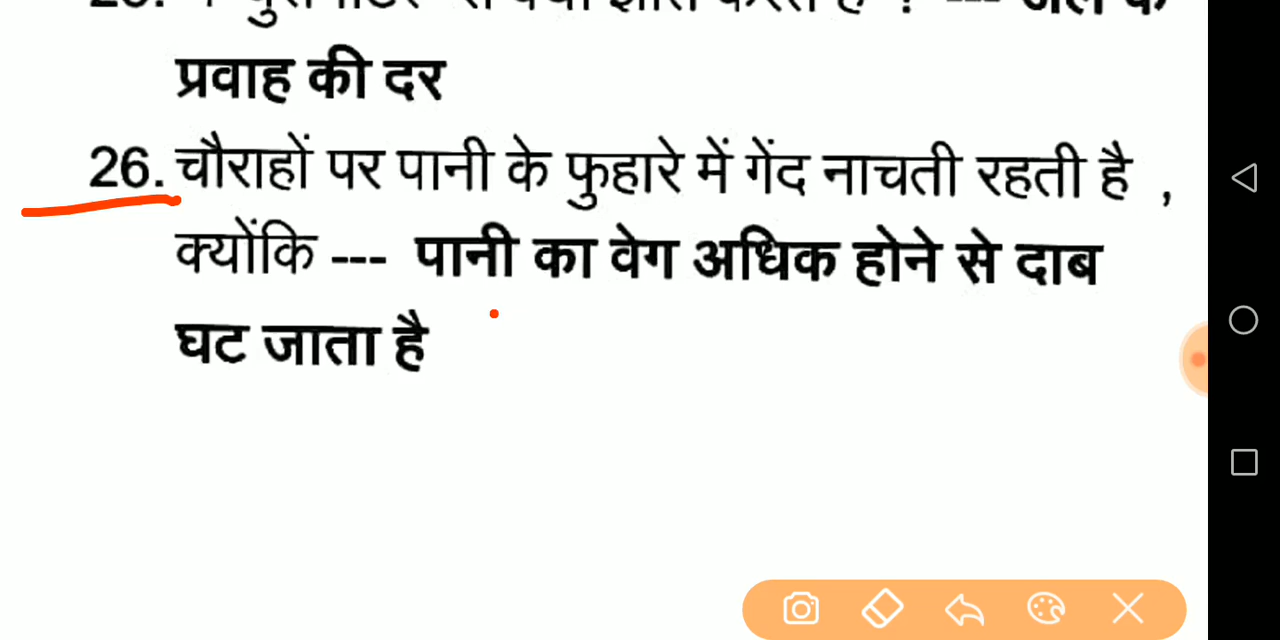 प्रवाह की दर
26. चौराहों पर पानी के फुहारे में गेंद नाचती रहती है ,
क्योंकि --- पानी का वेग अधिक होने से दाब
घट जाता है